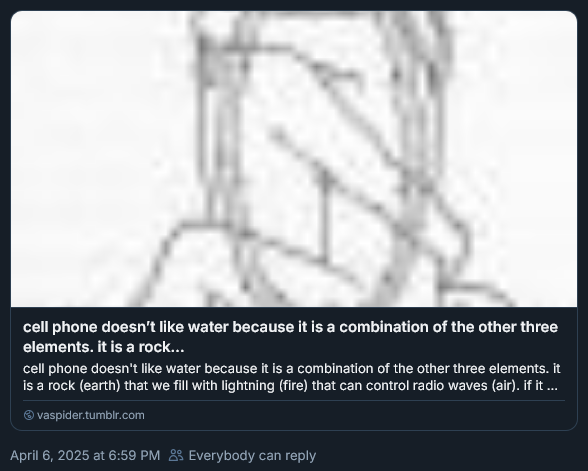 cell phone doesn’t like water because it is a combination of the other three
elements. it is a rock...
cell phone doesn't like water because it is a combination of the other three elements. it
is a rock (earth) that we fill with lightning (fire) that can control radio waves (air). if it ...
vaspider.tumblr.com
April 6, 2025 at 6:59 PM Everybody can reply